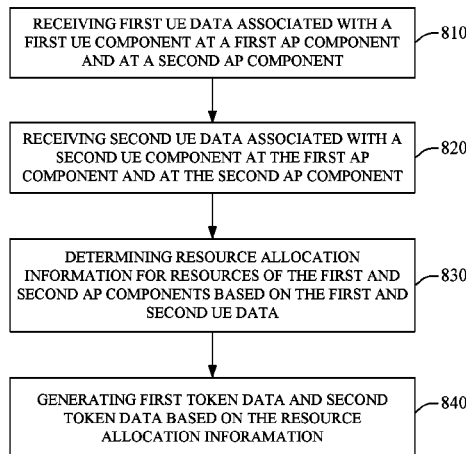 RECEIVING FIRST UE DATA ASSOCIATED WITH A
FIRST UE COMPONENT AT A FIRST AP COMPONENT
AND AT A SECOND AP COMPONENT
810
RECEIVING SECOND UE DATA ASSOCIATED WITH A
SECOND UE COMPONENT AT THE FIRST AP
COMPONENT AND AT THE SECOND AP COMPONENT
820
DETERMINING RESOURCE ALLOCATION
INFORMATION FOR RESOURCES OF THE FIRST AND
SECOND AP COMPONENTS BASED ON THE FIRST AND
SECOND UE DATA
830
GENERATING FIRST TOKEN DATA AND SECOND
TOKEN DATA BASED ON THE RESOURCE
ALLOCATION INFORAMATION
840